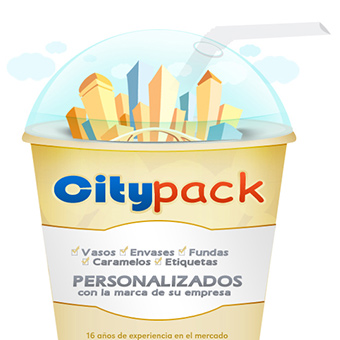 Citypack
Vasos Envases Fundas
Caramelos Etiquetas
PERSONALIZADOS
con la marca de su empresa
16 años de experiencia en el mercado